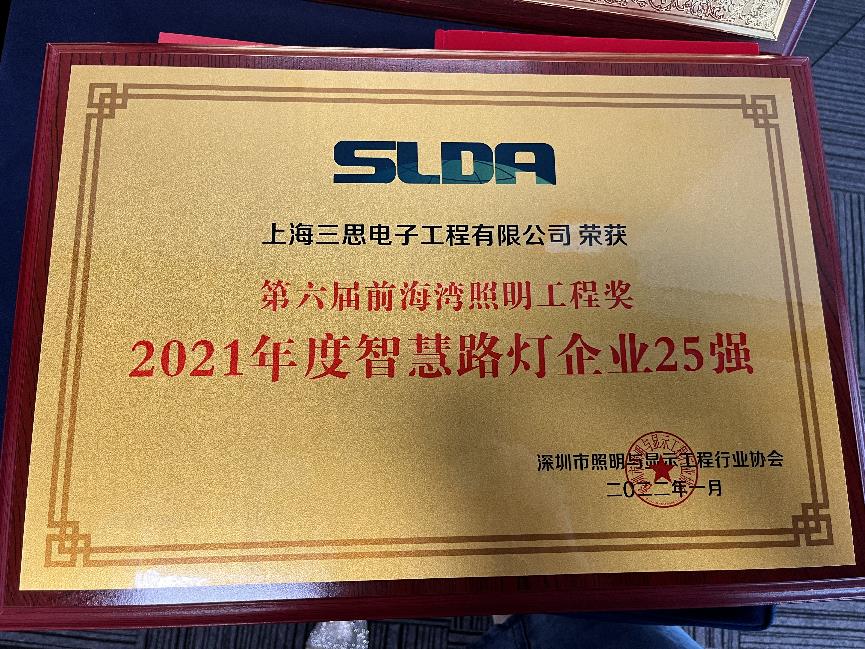 SLDA
上海三思电子工程有限公司 荣获
第六届前海湾照明工程奖
2021年度智慧路灯企业25强
深圳市照明与显示工程行业协会
二〇二二年一月